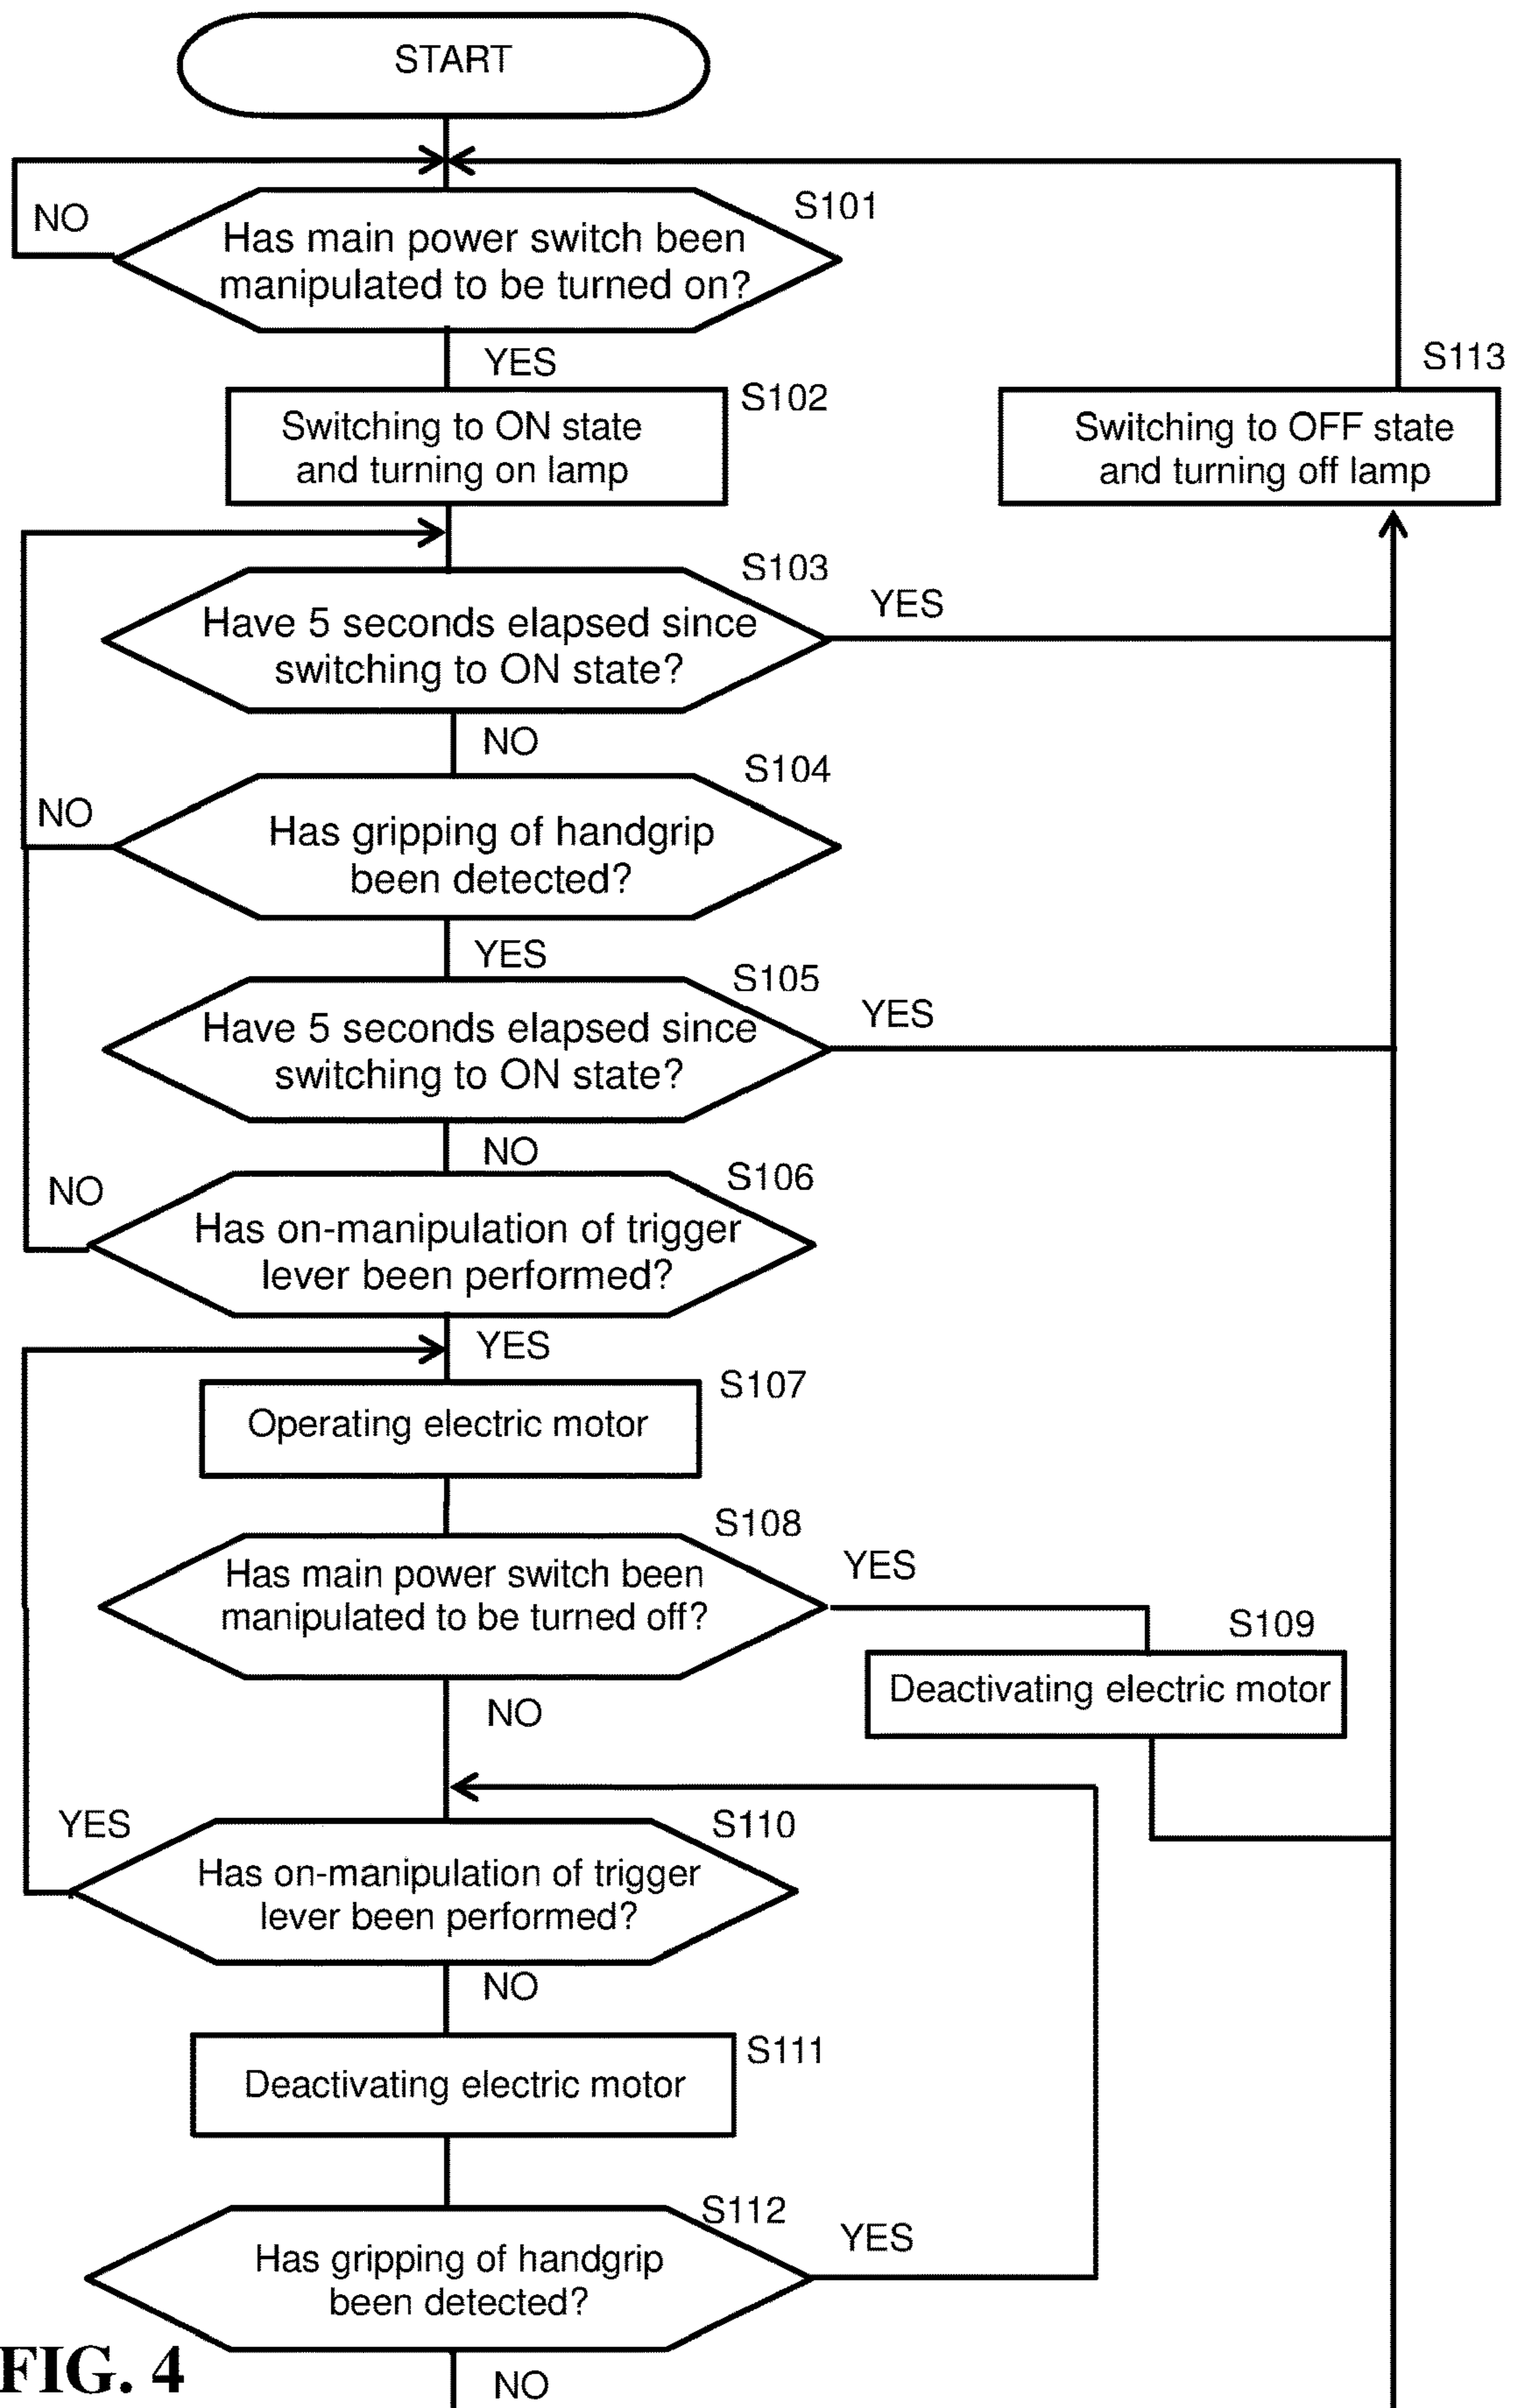 START
NO
S101
Has main power switch been
manipulated to be turned on?
YES
S102
Switching to ON state
and turning on lamp
S113
Switching to OFF state
and turning off lamp
S103
Have 5 seconds elapsed since
switching to ON state?
YES
NO
S104
NO
Has gripping of handgrip
been detected?
YES
S105
Have 5 seconds elapsed since
switching to ON state?
YES
NO
S106
NO
Has on-manipulation of trigger
lever been performed?
YES
S107
Operating electric motor
S108
Has main power switch been
manipulated to be turned off?
YES
S109
Deactivating electric motor
NO
YES
S110
Has on-manipulation of trigger
lever been performed?
NO
S111
Deactivating electric motor
S112
Has gripping of handgrip
been detected?
YES
NO
FIG. 4